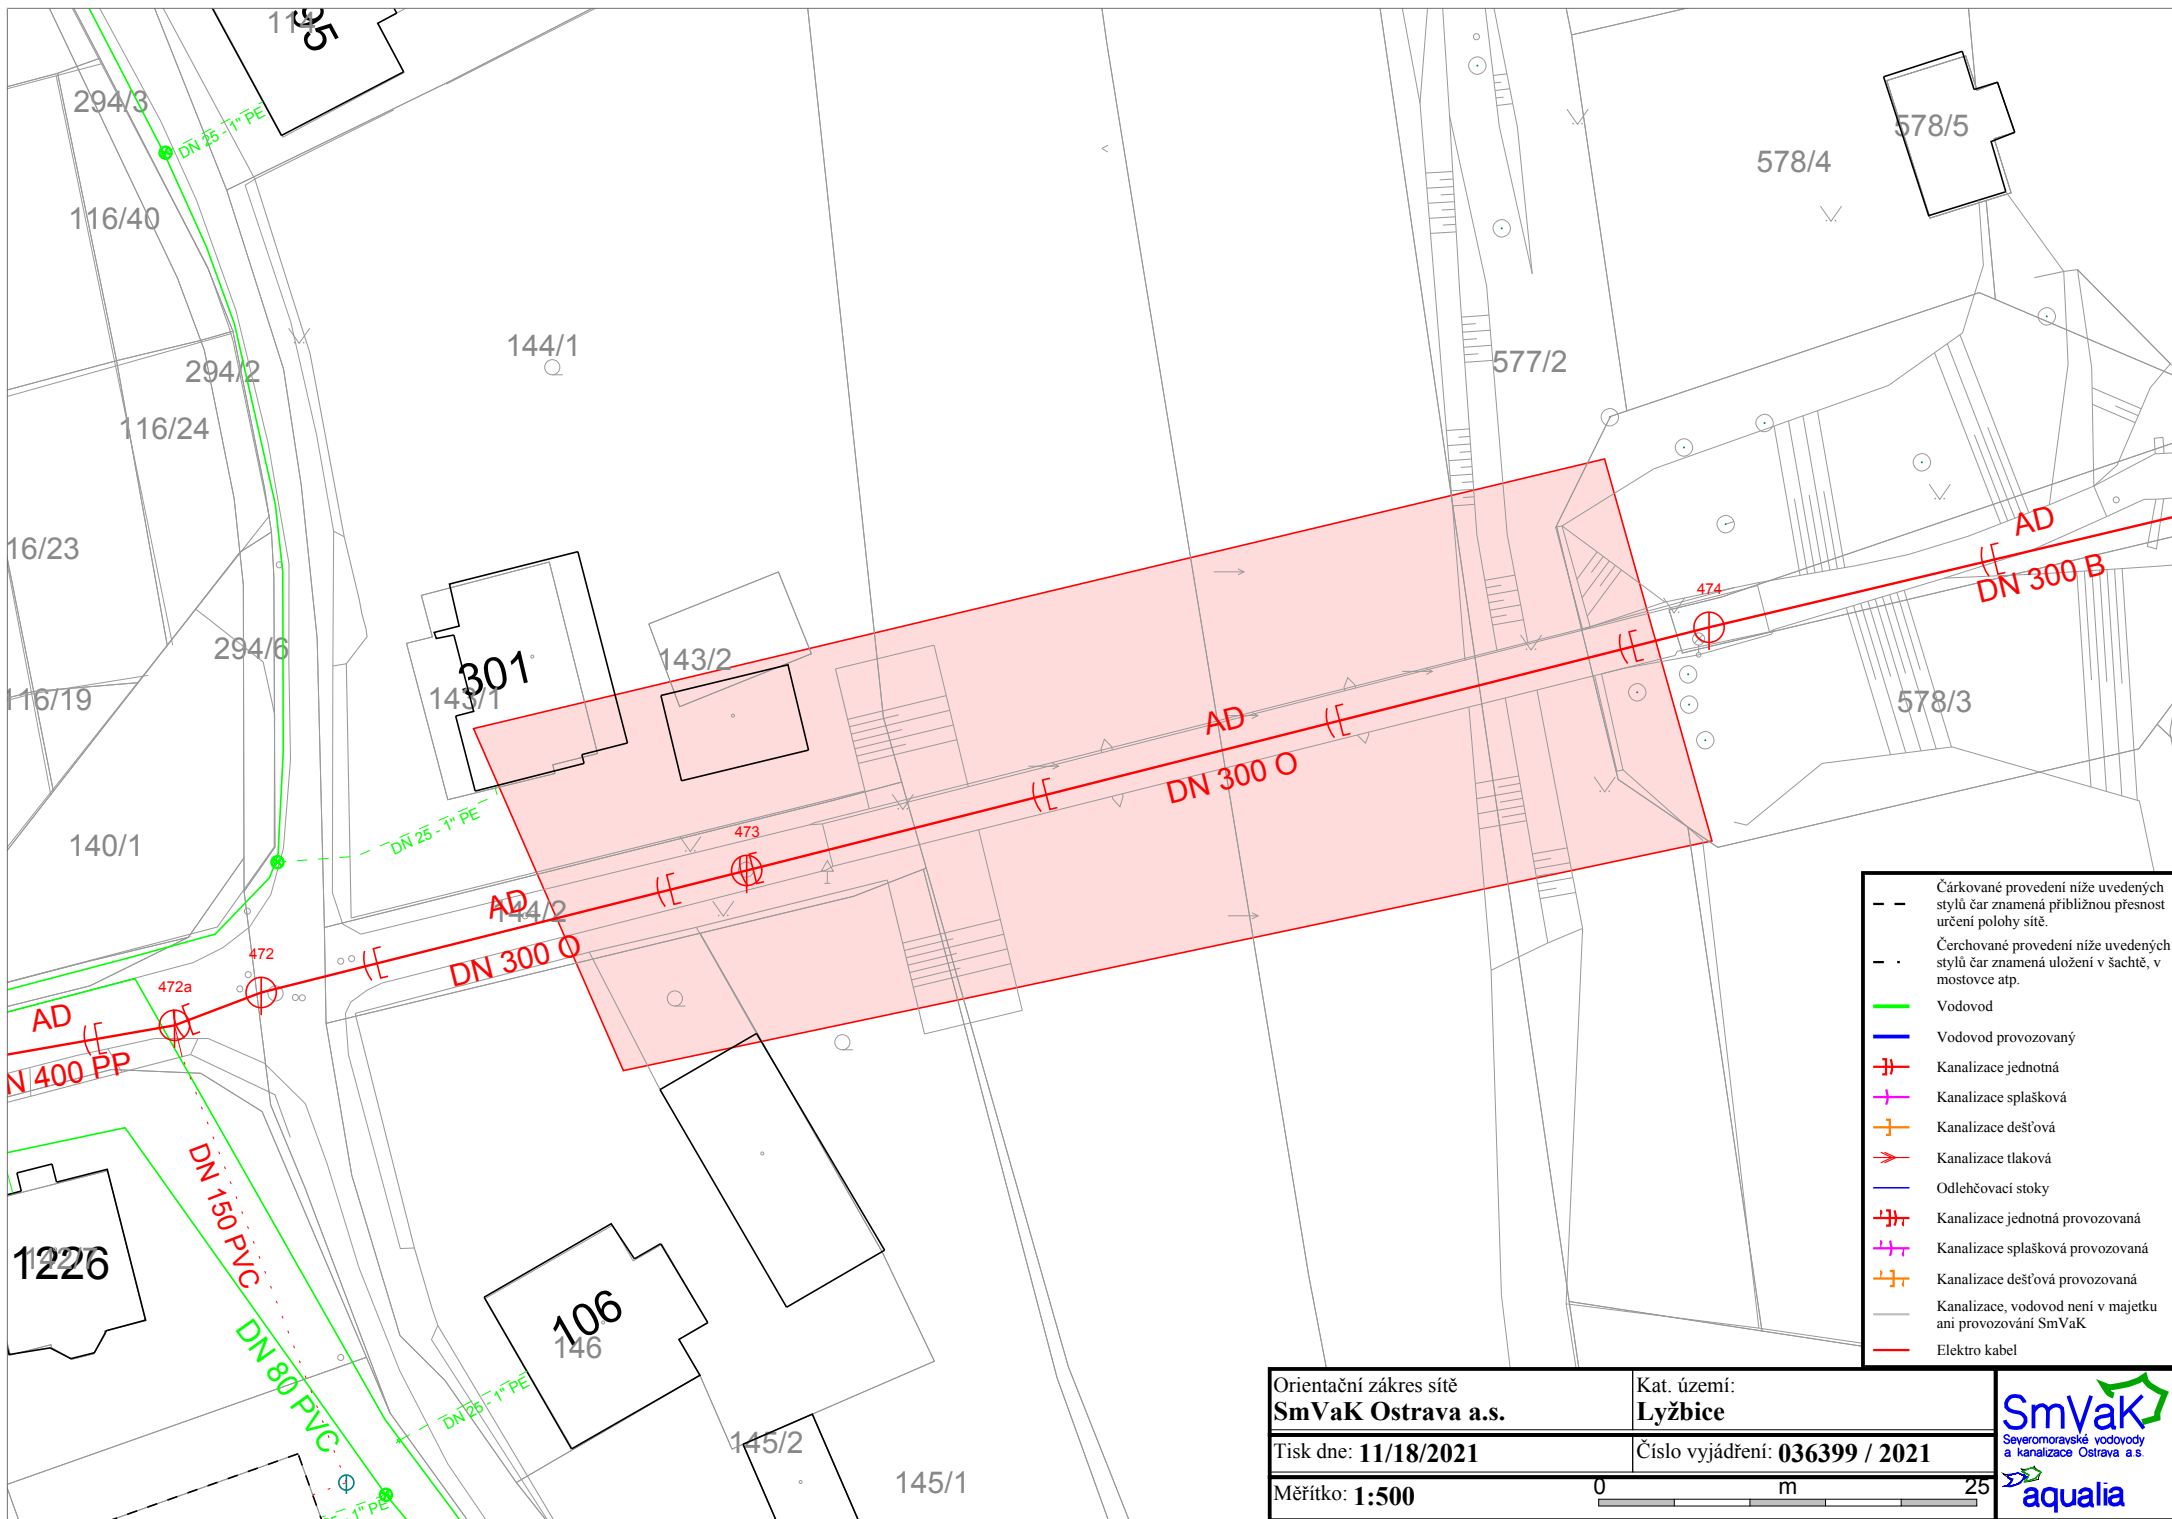 114
95
294/3
DN 25 - 1" PE
116/40
578/5
578/4
144/1
577/2
294/2
116/24
16/23
AD
DN 300 B
474
294/6
301
143/1
143/2
116/19
578/3
AD
DN 300 O
DN 25 - 1" PE
473
140/1
AD
144/2
DN 300 O
472
472a
AD
N 400 PP
DN 150 PVC
1226
142/7
DN 80 PVC
106
146
DN 25 - 1" PE
145/2
145/1
1" PE
Čárkované provedení níže uvedených
stylů čar znamená přibližnou přesnost
určení polohy sítě.
Čerchované provedení níže uvedených
stylů čar znamená uložení v šachtě, v
mostovce atp.
Vodovod
Vodovod provozovaný
Kanalizace jednotná
Kanalizace splašková
Kanalizace dešťová
Kanalizace tlaková
Odlehčovací stoky
Kanalizace jednotná provozovaná
Kanalizace splašková provozovaná
Kanalizace dešťová provozovaná
Kanalizace, vodovod není v majetku
ani provozování SmVaK
Elektro kabel
Orientační zákres sítě
SmVaK Ostrava a.s.
Kat. území:
Lyžbice
Tisk dne: 11/18/2021
Číslo vyjádření: 036399 / 2021
Měřítko: 1:500
0 m 25
SmVaK
Severomoravské vodovody
a kanalizace Ostrava a.s.
aqualia